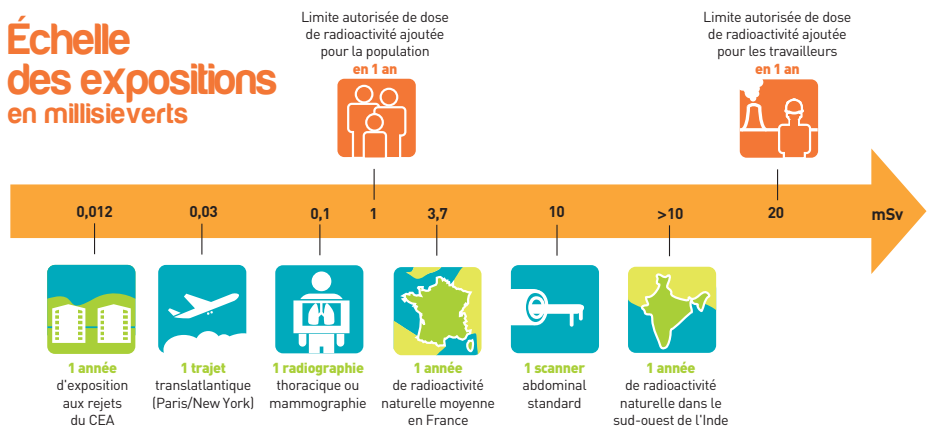 Échelle
des expositions
en millisieverts
Limite autorisée de dose
de radioactivité ajoutée
pour la population
en 1 an
Limite autorisée de dose
de radioactivité ajoutée
pour les travailleurs
en 1 an
0,012
0,03
0,1
1
3,7
10
>10
20
mSv
1 année
d'exposition
aux rejets
du CEA
1 trajet
translatlantique
(Paris/New York)
1 radiographie
thoracique ou
mammographie
1 année
de radioactivité
naturelle moyenne
en France
1 scanner
abdominal
standard
1 année
de radioactivité
naturelle dans le
sud-ouest de l'Inde